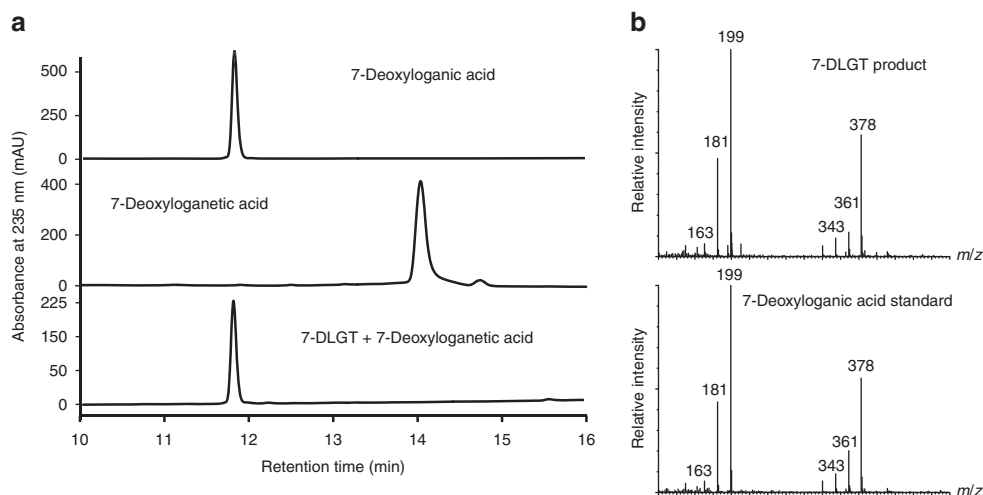 a
Absorbance at 235 nm (mAU)
500
250
0
7-Deoxyloganic acid
400
200
0
7-Deoxyloganetic acid
225
150
50
0
7-DLGT + 7-Deoxyloganetic acid
10 11 12 13 14 15 16
Retention time (min)
b
Relative intensity
199
7-DLGT product
378
181
361
343
163
m/z
Relative intensity
199
7-Deoxyloganic acid standard
378
181
361
343
163
m/z